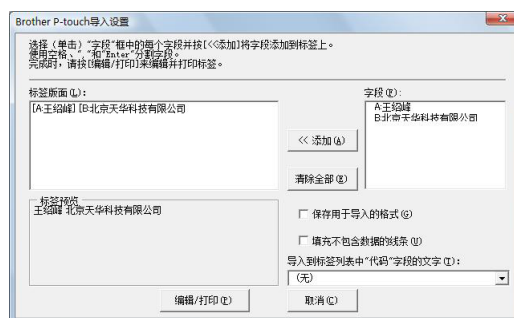 Brother P-touch导入设置
选择（单击）"字段"框中的每个字段并按[<<添加]将字段添加到标签上。
使用空格、","和"Enter"分割字段。
完成时，请按[编辑/打印]来编辑并打印标签。
标签版面(L):
字段(F):
[A:王绍峰] [B:北京天华科技有限公司]
A:王绍峰
B:北京天华科技有限公司
<< 添加(A)
清除全部(E)
标签预览
王绍峰 北京天华科技有限公司
保存用于导入的格式(G)
填充不包含数据的线条(U)
导入到标签列表中"代码"字段的文字(I):
(无)
编辑/打印(P)
取消(C)